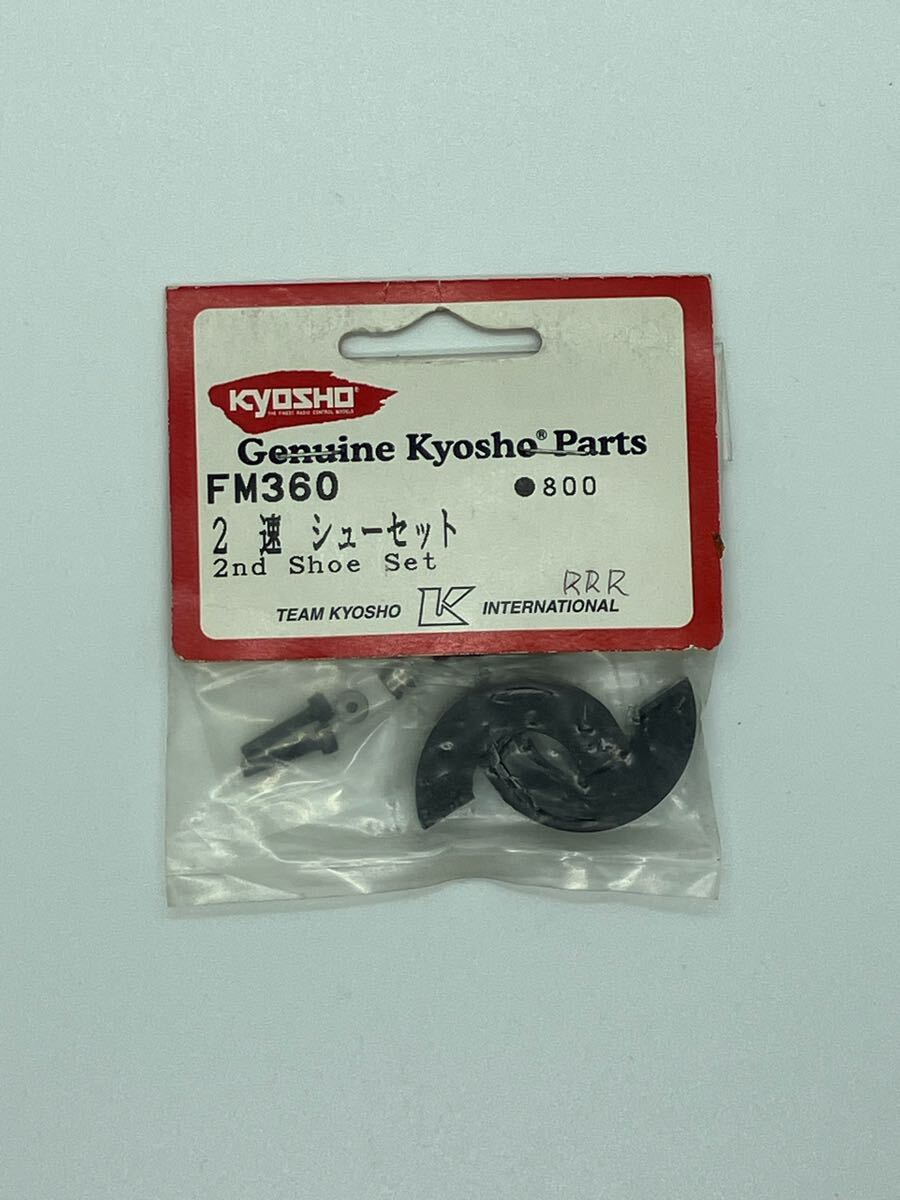 KYOSHO®
THE FINEST RADIO CONTROL MODELS
Genuine Kyosho® Parts
FM360 ●800
2 速 シューセット
2nd Shoe Set
RRR
TEAM KYOSHO K INTERNATIONAL